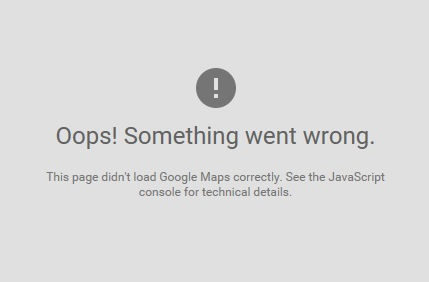 !
Oops! Something went wrong.
This page didn't load Google Maps correctly. See the JavaScript
console for technical details.